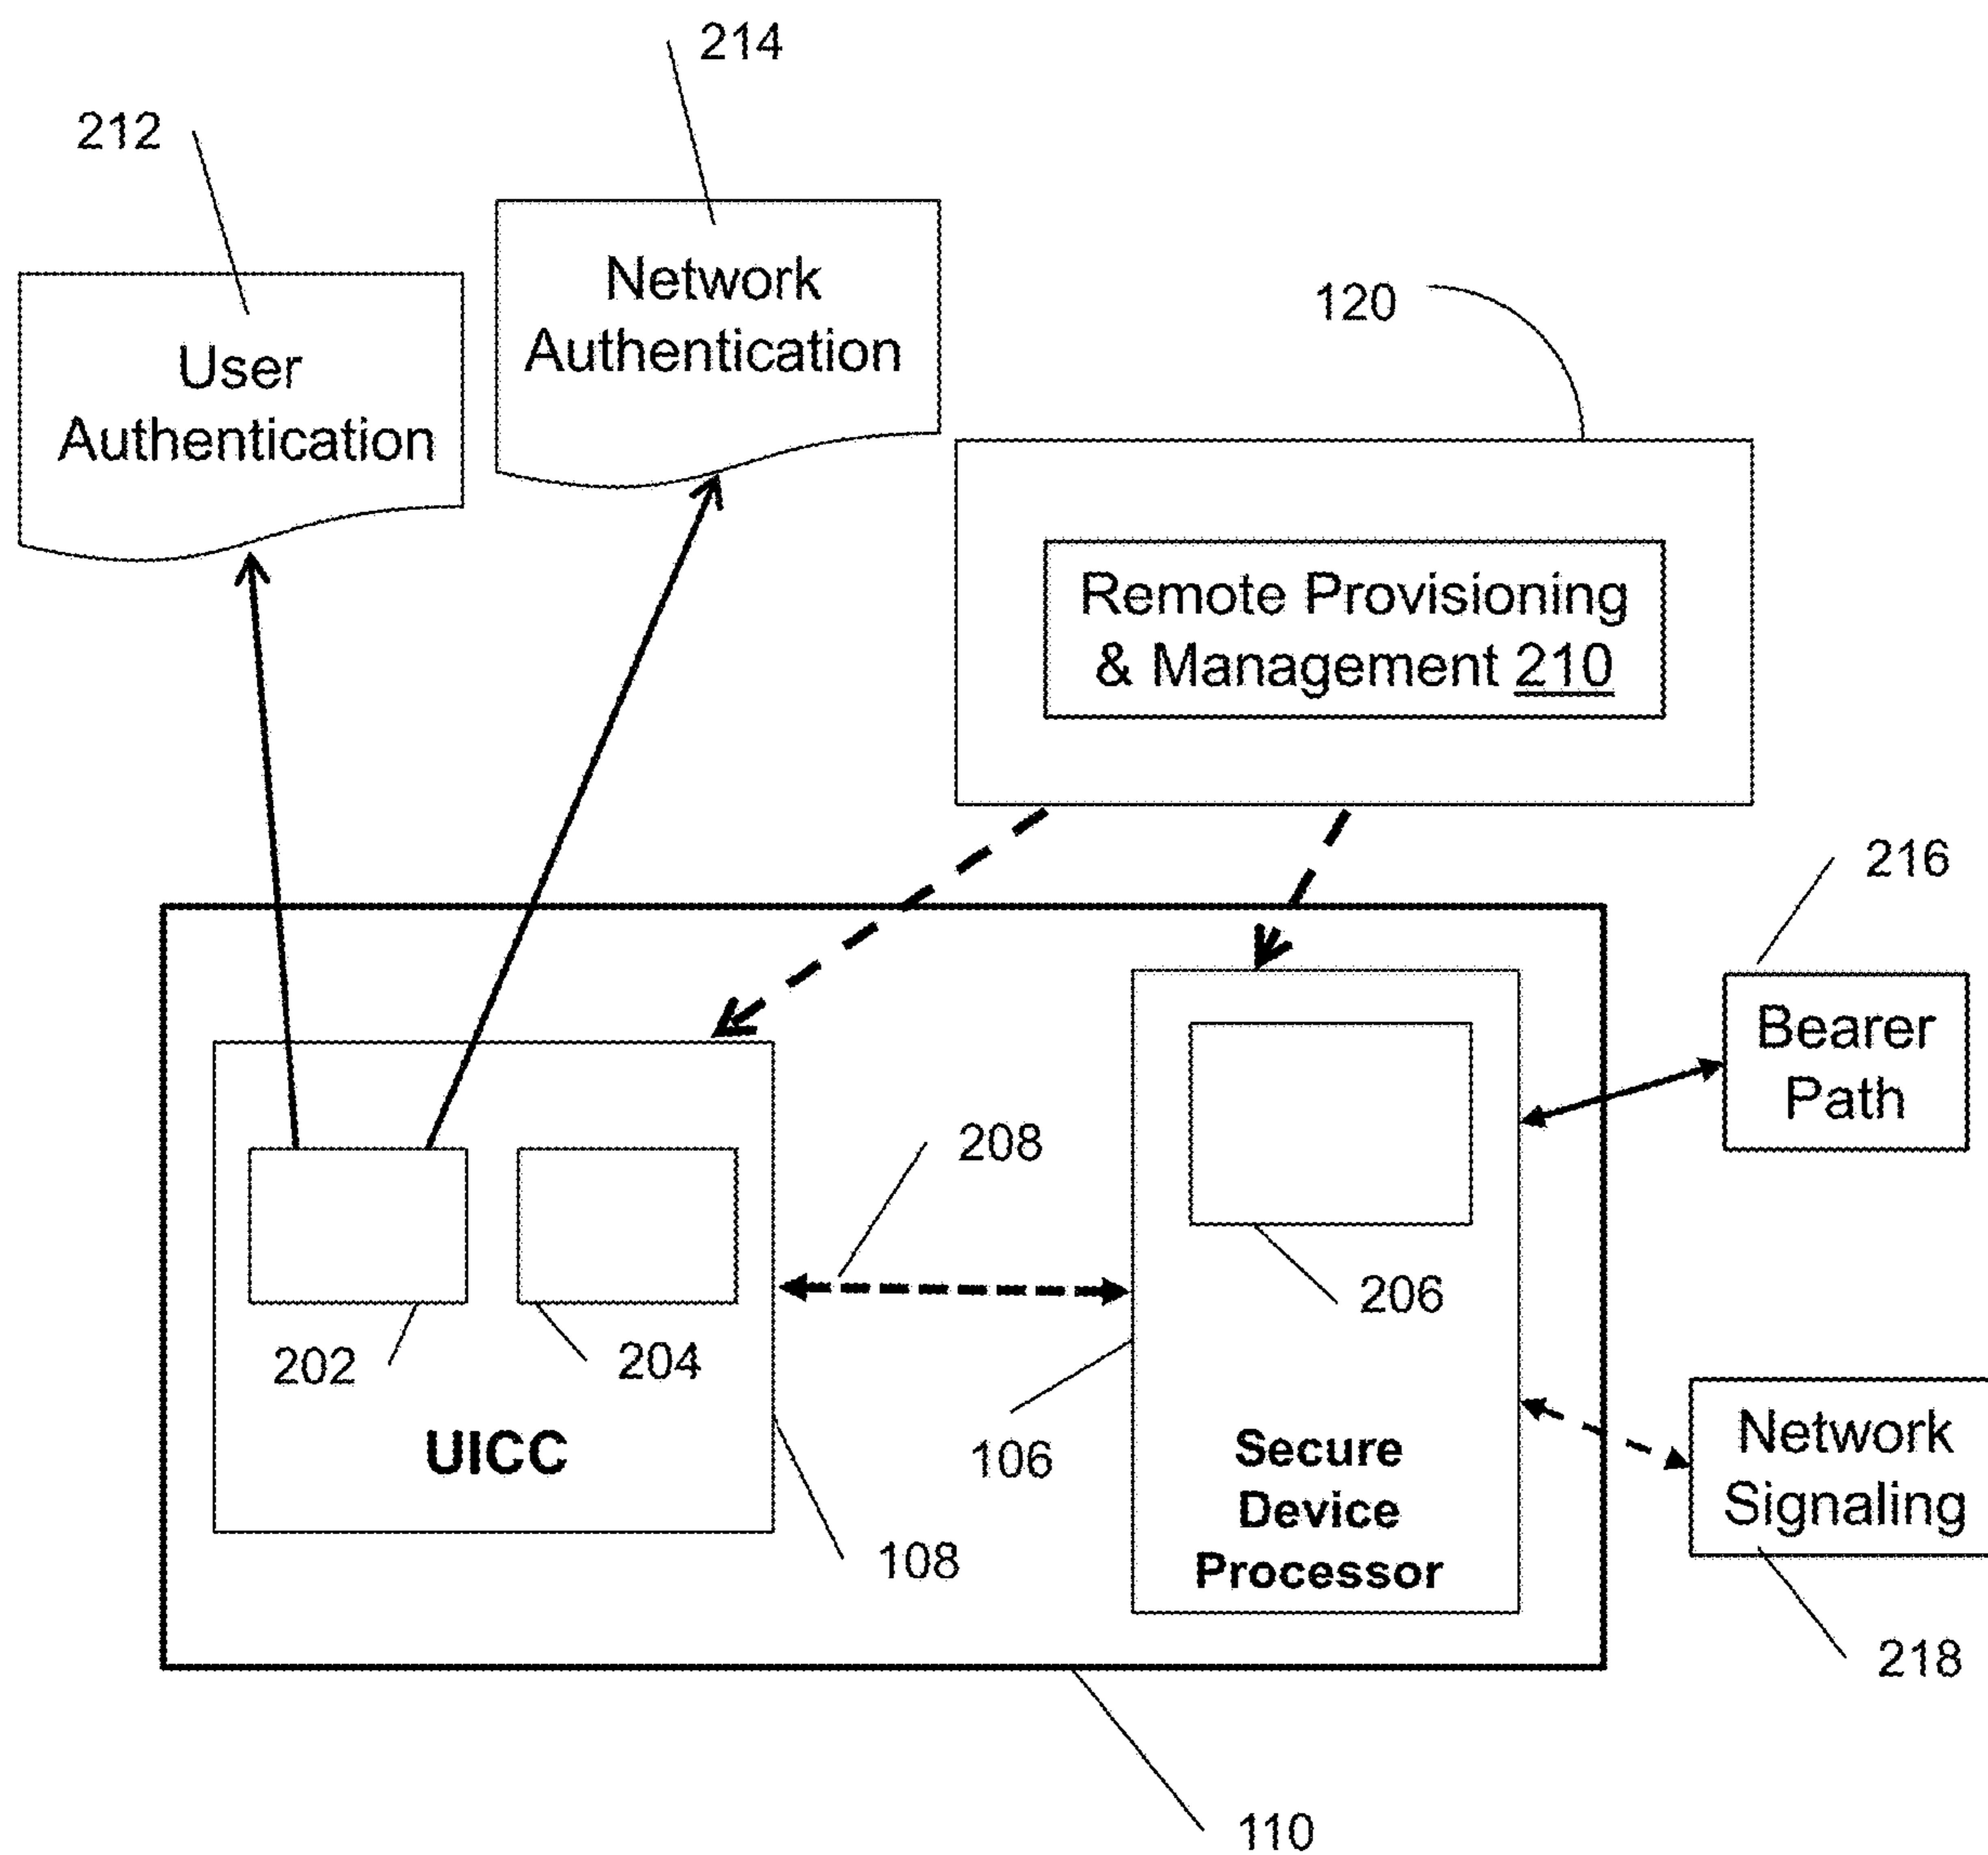 214
212
Network
Authentication
120
User
Authentication
Remote Provisioning
& Management 210
216
Bearer
Path
208
206
202
204
Network
Signaling
UICC
106
Secure
Device
Processor
108
218
110